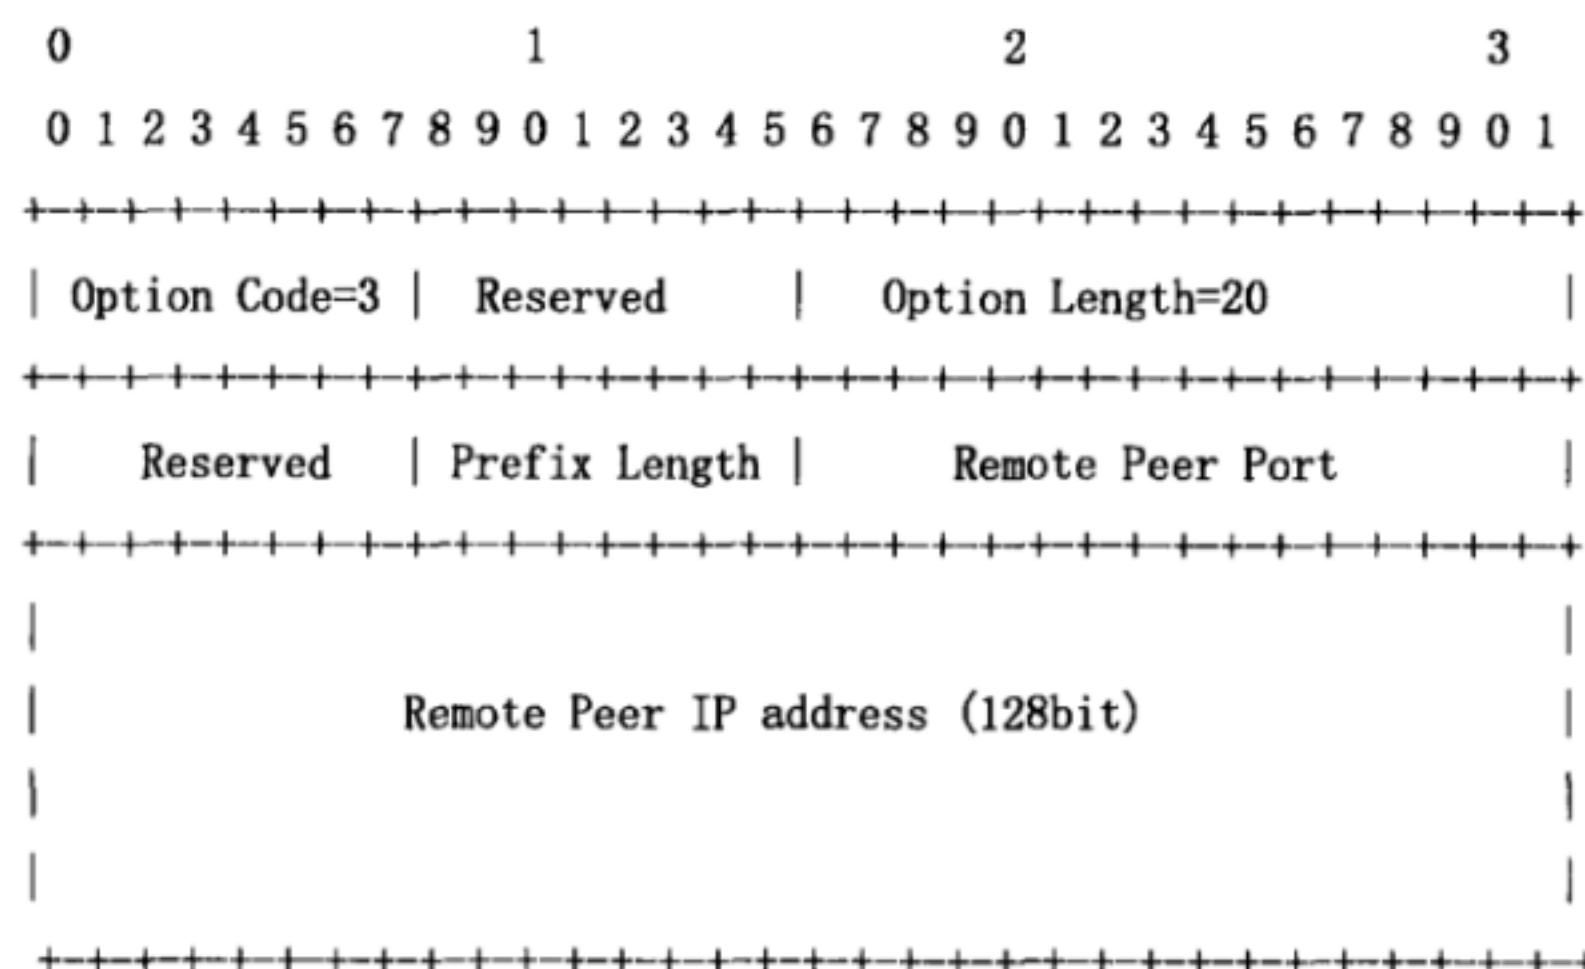 0 1 2 3
0 1 2 3 4 5 6 7 8 9 0 1 2 3 4 5 6 7 8 9 0 1 2 3 4 5 6 7 8 9 0 1
+-+-+-+-+-+-+-+-+-+-+-+-+-+-+-+-+-+-+-+-+-+-+-+-+-+-+-+-+-+-+-+-+
| Option Code=3 | Reserved | Option Length=20 |
+-+-+-+-+-+-+-+-+-+-+-+-+-+-+-+-+-+-+-+-+-+-+-+-+-+-+-+-+-+-+-+-+
| Reserved | Prefix Length | Remote Peer Port |
+-+-+-+-+-+-+-+-+-+-+-+-+-+-+-+-+-+-+-+-+-+-+-+-+-+-+-+-+-+-+-+-+
| |
| Remote Peer IP address (128bit) |
| |
| |
+-+-+-+-+-+-+-+-+-+-+-+-+-+-+-+-+-+-+-+-+-+-+-+-+-+-+-+-+-+-+-+-+